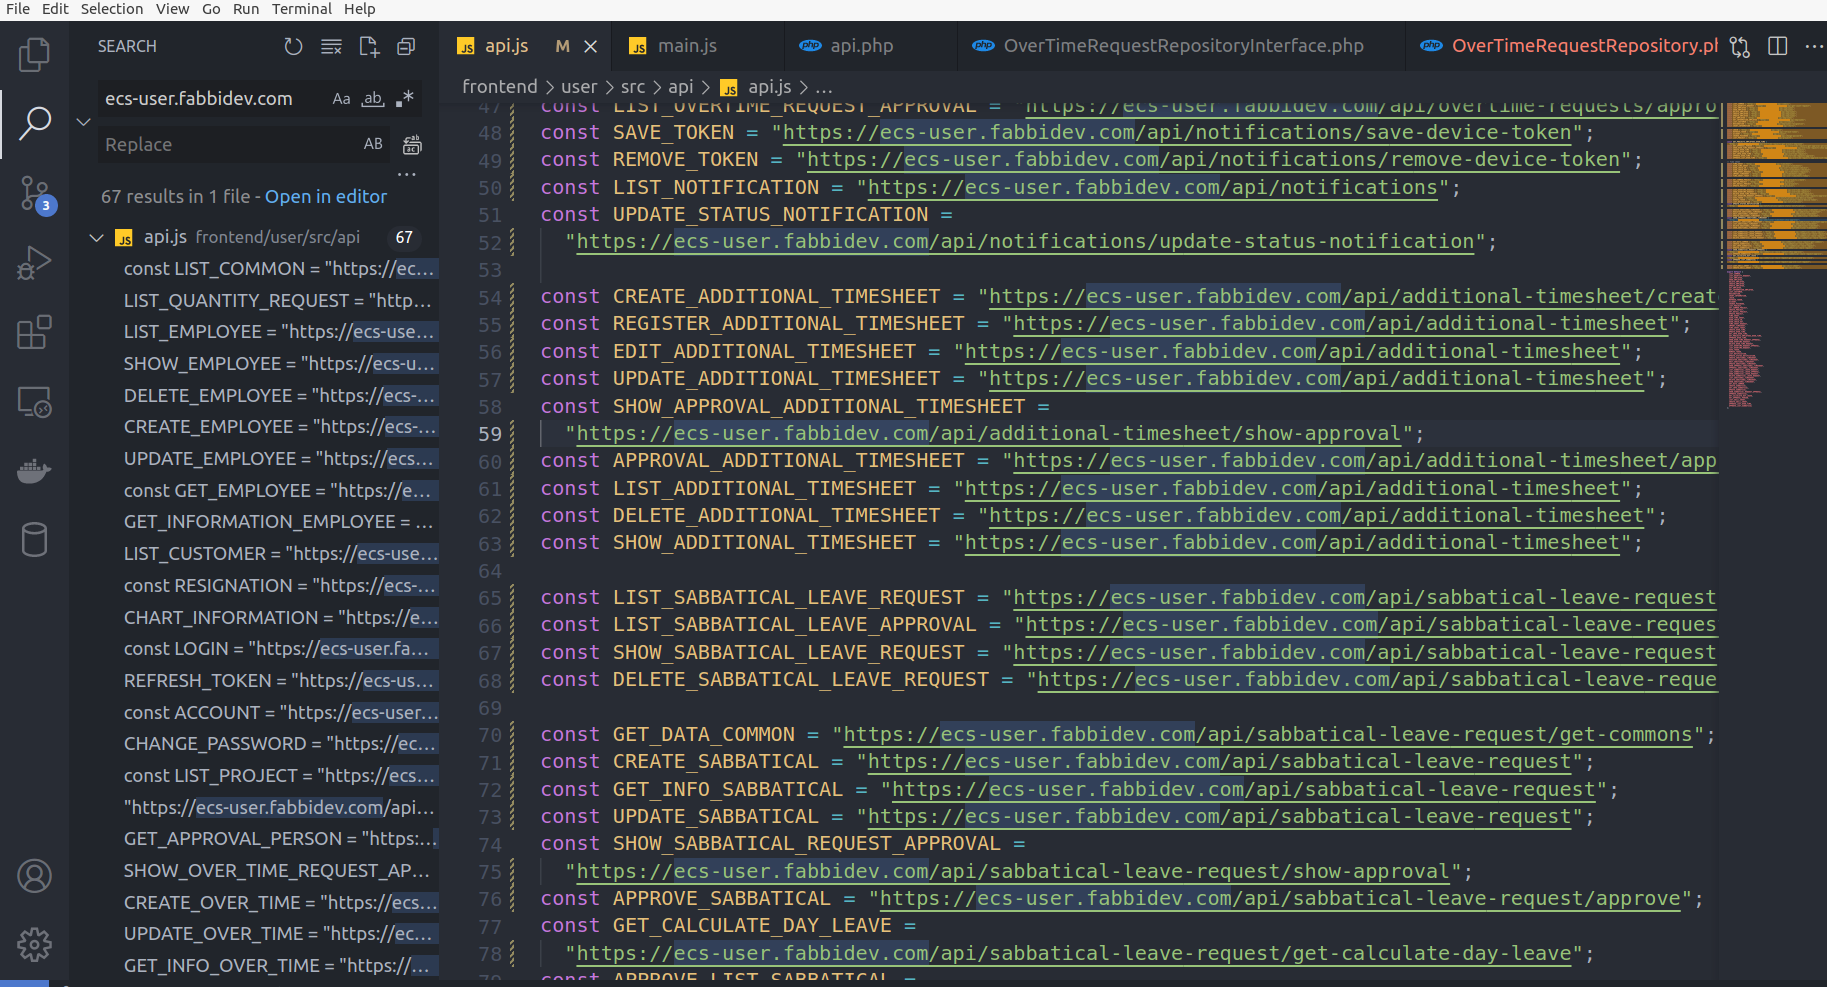 File Edit Selection View Go Run Terminal Help
SEARCH
ecs-user.fabbidev.com Aa ab .*
Replace AB
...
67 results in 1 file - Open in editor
api.js frontend/user/src/api 67
const LIST_COMMON = "https://ec...
LIST_QUANTITY_REQUEST = "http...
LIST_EMPLOYEE = "https://ecs-use...
SHOW_EMPLOYEE = "https://ecs-u...
DELETE_EMPLOYEE = "https://ecs-...
CREATE_EMPLOYEE = "https://ecs-...
UPDATE_EMPLOYEE = "https://ecs...
const GET_EMPLOYEE = "https://e...
GET_INFORMATION_EMPLOYEE = ...
LIST_CUSTOMER = "https://ecs-use...
const RESIGNATION = "https://ecs-...
CHART_INFORMATION = "https://e...
const LOGIN = "https://ecs-user.fa...
REFRESH_TOKEN = "https://ecs-us...
const ACCOUNT = "https://ecs-user...
CHANGE_PASSWORD = "https://ec...
const LIST_PROJECT = "https://ecs...
"https://ecs-user.fabbidev.com/api...
GET_APPROVAL_PERSON = "https:...
SHOW_OVER_TIME_REQUEST_AP...
CREATE_OVER_TIME = "https://ecs...
UPDATE_OVER_TIME = "https://ec...
GET_INFO_OVER_TIME = "https://...
3
api.js M main.js api.php OverTimeRequestRepositoryInterface.php OverTimeRequestRepository.ph ...
frontend > user > src > api > api.js > ...
47 const LIST_OVERTIME_REQUEST_APPROVAL = "https://ecs-user.fabbidev.com/api/overtime-requests/appro
48 const SAVE_TOKEN = "https://ecs-user.fabbidev.com/api/notifications/save-device-token";
49 const REMOVE_TOKEN = "https://ecs-user.fabbidev.com/api/notifications/remove-device-token";
50 const LIST_NOTIFICATION = "https://ecs-user.fabbidev.com/api/notifications";
51 const UPDATE_STATUS_NOTIFICATION =
52 "https://ecs-user.fabbidev.com/api/notifications/update-status-notification";
53
54 const CREATE_ADDITIONAL_TIMESHEET = "https://ecs-user.fabbidev.com/api/additional-timesheet/creat
55 const REGISTER_ADDITIONAL_TIMESHEET = "https://ecs-user.fabbidev.com/api/additional-timesheet";
56 const EDIT_ADDITIONAL_TIMESHEET = "https://ecs-user.fabbidev.com/api/additional-timesheet";
57 const UPDATE_ADDITIONAL_TIMESHEET = "https://ecs-user.fabbidev.com/api/additional-timesheet";
58 const SHOW_APPROVAL_ADDITIONAL_TIMESHEET =
59 "https://ecs-user.fabbidev.com/api/additional-timesheet/show-approval";
60 const APPROVAL_ADDITIONAL_TIMESHEET = "https://ecs-user.fabbidev.com/api/additional-timesheet/app
61 const LIST_ADDITIONAL_TIMESHEET = "https://ecs-user.fabbidev.com/api/additional-timesheet";
62 const DELETE_ADDITIONAL_TIMESHEET = "https://ecs-user.fabbidev.com/api/additional-timesheet";
63 const SHOW_ADDITIONAL_TIMESHEET = "https://ecs-user.fabbidev.com/api/additional-timesheet";
64
65 const LIST_SABBATICAL_LEAVE_REQUEST = "https://ecs-user.fabbidev.com/api/sabbatical-leave-request
66 const LIST_SABBATICAL_LEAVE_APPROVAL = "https://ecs-user.fabbidev.com/api/sabbatical-leave-reques
67 const SHOW_SABBATICAL_LEAVE_REQUEST = "https://ecs-user.fabbidev.com/api/sabbatical-leave-request
68 const DELETE_SABBATICAL_LEAVE_REQUEST = "https://ecs-user.fabbidev.com/api/sabbatical-leave-reque
69
70 const GET_DATA_COMMON = "https://ecs-user.fabbidev.com/api/sabbatical-leave-request/get-commons";
71 const CREATE_SABBATICAL = "https://ecs-user.fabbidev.com/api/sabbatical-leave-request";
72 const GET_INFO_SABBATICAL = "https://ecs-user.fabbidev.com/api/sabbatical-leave-request";
73 const UPDATE_SABBATICAL = "https://ecs-user.fabbidev.com/api/sabbatical-leave-request";
74 const SHOW_SABBATICAL_REQUEST_APPROVAL =
75 "https://ecs-user.fabbidev.com/api/sabbatical-leave-request/show-approval";
76 const APPROVE_SABBATICAL = "https://ecs-user.fabbidev.com/api/sabbatical-leave-request/approve";
77 const GET_CALCULATE_DAY_LEAVE =
78 "https://ecs-user.fabbidev.com/api/sabbatical-leave-request/get-calculate-day-leave";
79 const APPROVE_LIST_SABBATICAL =